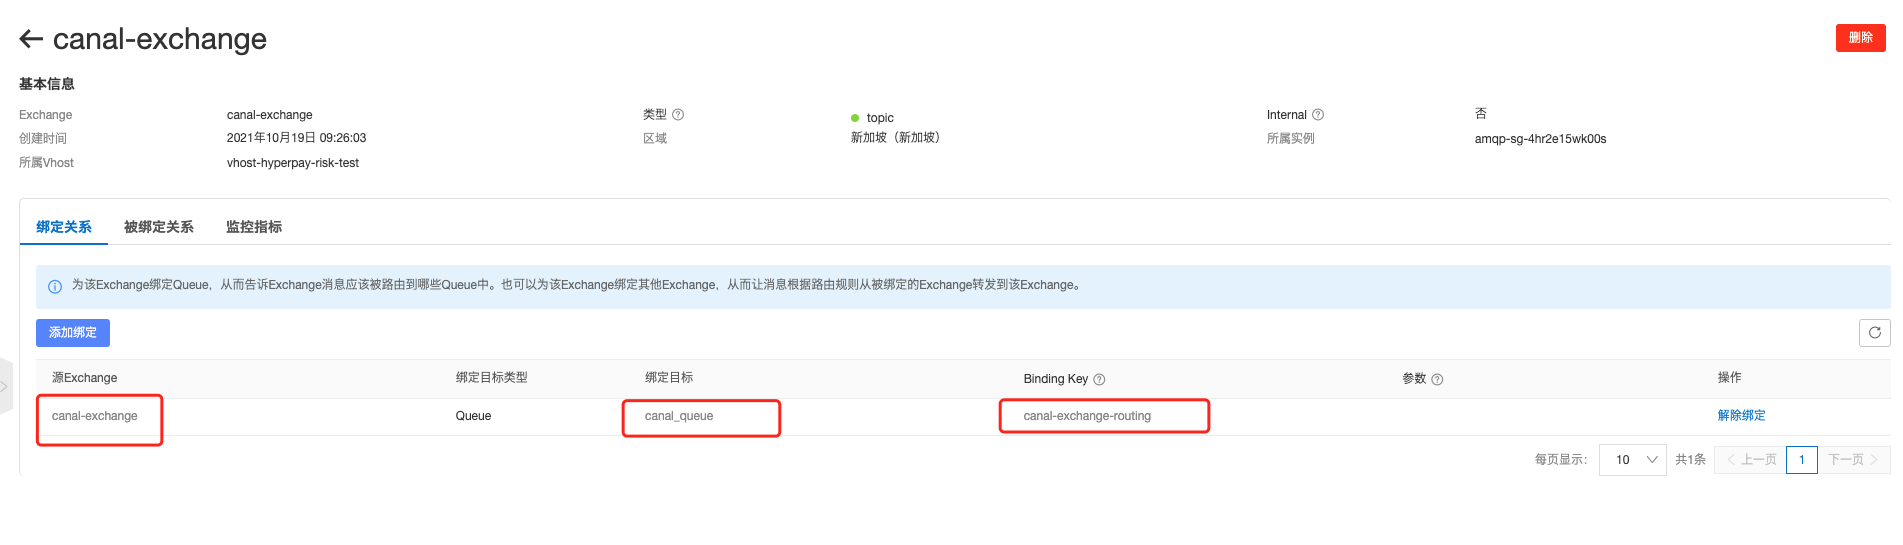 canal-exchange
删除
基本信息
Exchange canal-exchange 类型 topic Internal 否
创建时间 2021年10月19日 09:26:03 区域 新加坡（新加坡） 所属实例 amqp-sg-4hr2e15wk00s
所属Vhost vhost-hyperpay-risk-test
绑定关系 被绑定关系 监控指标
为该Exchange绑定Queue，从而告诉Exchange消息应该被路由到哪些Queue中。也可以为该Exchange绑定其他Exchange，从而让消息根据路由规则从被绑定的Exchange转发到该Exchange。
添加绑定
源Exchange 绑定目标类型 绑定目标 Binding Key 参数 操作
canal-exchange Queue canal_queue canal-exchange-routing 解除绑定
每页显示： 10 共1条 上一页 1 下一页